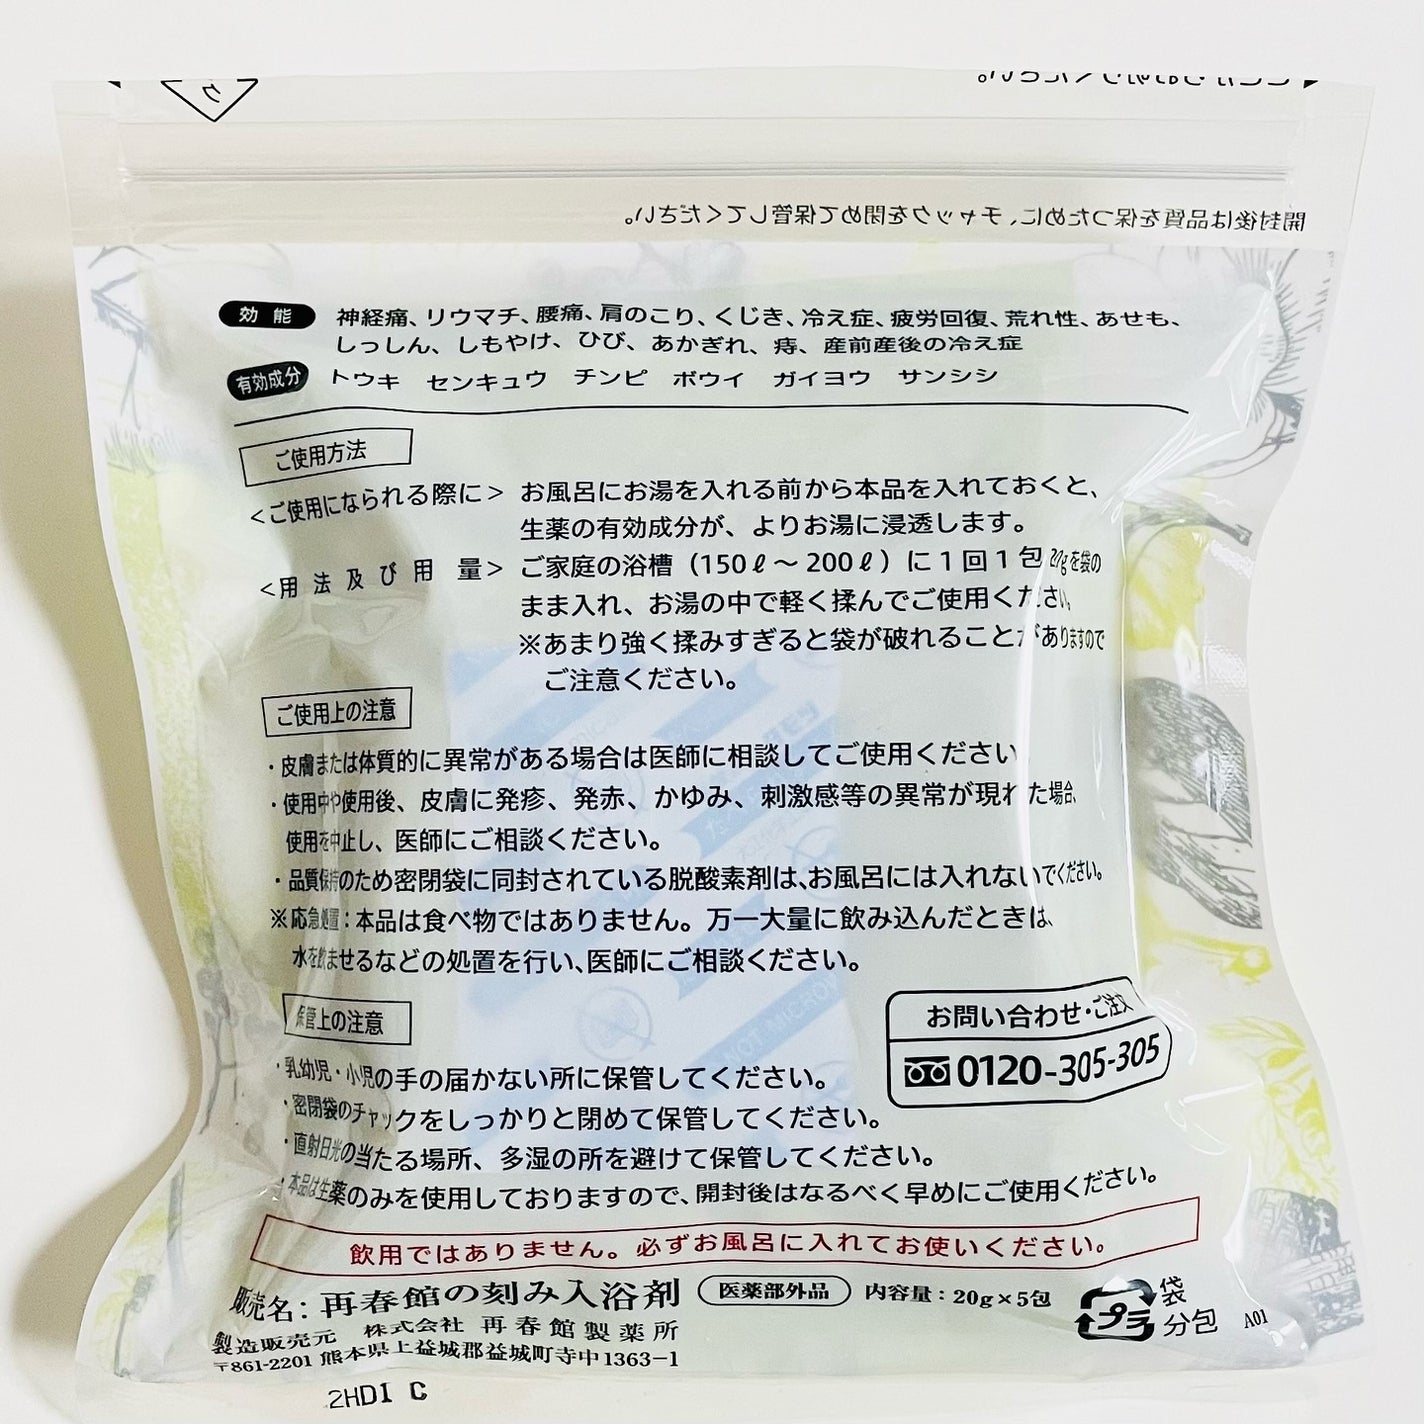 ク
開封後は品質を保つために、チャックを閉めて保管してください。
効能 神経痛、リウマチ、腰痛、肩のこり、くじき、冷え症、疲労回復、荒れ性、あせも、
しっしん、しもやけ、ひび、あかぎれ、痔、産前産後の冷え症
有効成分 トウキ センキュウ チンピ ボウイ ガイヨウ サンシシ
ご使用方法
<ご使用になられる際に> お風呂にお湯を入れる前から本品を入れておくと、
生薬の有効成分が、よりお湯に浸透します。
<用法及び用量> ご家庭の浴槽(150ℓ～200ℓ)に1回1包20gを袋の
まま入れ、お湯の中で軽く揉んでご使用ください。
※あまり強く揉みすぎると袋が破れることがありますので
ご注意ください。
ご使用上の注意
・皮膚または体質的に異常がある場合は医師に相談してご使用ください
・使用中や使用後、皮膚に発疹、発赤、かゆみ、刺激感等の異常が現れた場合、
使用を中止し、医師にご相談ください。
・品質保持のため密閉袋に同封されている脱酸素剤は、お風呂には入れないでください。
※応急処置：本品は食べ物ではありません。万一大量に飲み込んだときは、
水を飲ませるなどの処置を行い、医師にご相談ください。
保管上の注意
・乳幼児・小児の手の届かない所に保管してください。
・密閉袋のチャックをしっかりと閉めて保管してください。
・直射日光の当たる場所、多湿の所を避けて保管してください。
・本品は生薬のみを使用しておりますので、開封後はなるべく早めにご使用ください。
お問い合わせ・ご注文
0120-305-305
飲用ではありません。必ずお風呂に入れてお使いください。
販売名：再春館の刻み入浴剤 医薬部外品 内容量：20g×5包
製造販売元 株式会社 再春館製薬所
〒861-2201 熊本県上益城郡益城町寺中1363−1
プラ 袋 分包 A01
2HDI C